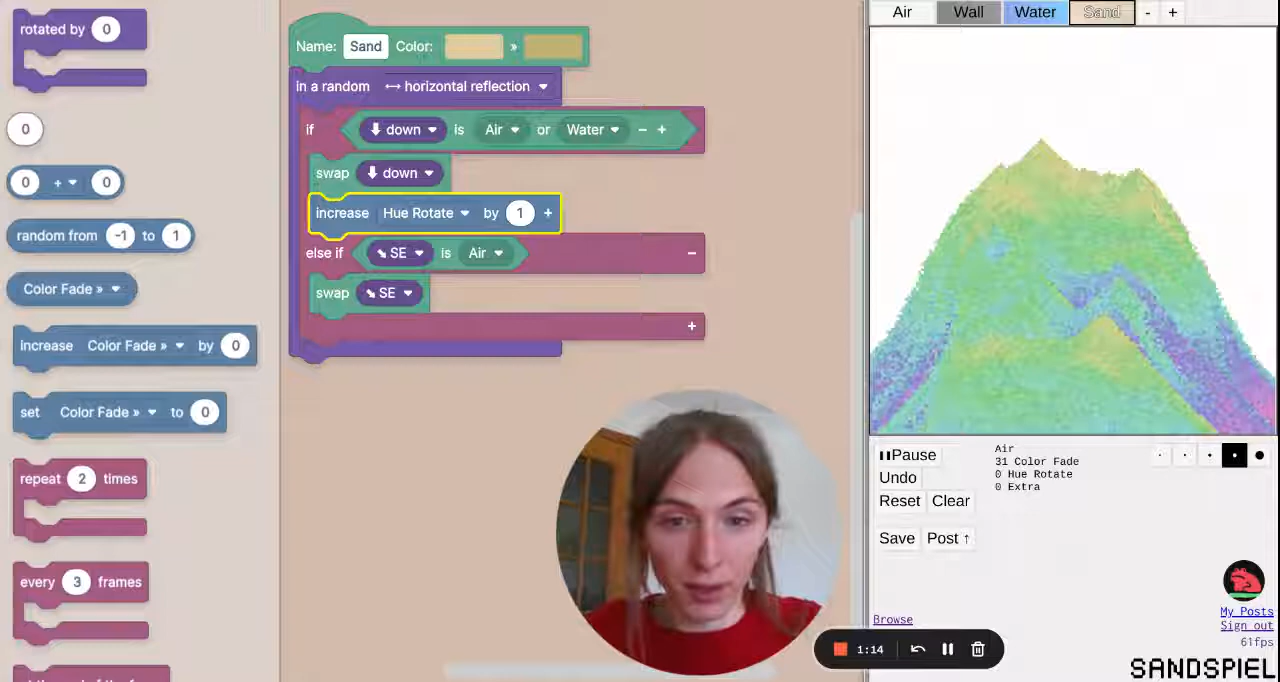 rotated by 0
0
0 + 0
random from -1 to 1
Color Fade »
increase Color Fade » by 0
set Color Fade » to 0
repeat 2 times
every 3 frames
Name: Sand Color: »
in a random ↔ horizontal reflection
if down is Air or Water - +
swap down
increase Hue Rotate by 1 +
else if SE is Air -
swap SE
+
Air Wall Water Sand - +
Pause
Undo
Reset Clear
Save Post ↑
Air
31 Color Fade
0 Hue Rotate
0 Extra
Browse
My Posts
Sign out
61fps
SANDSPIEL
1:14